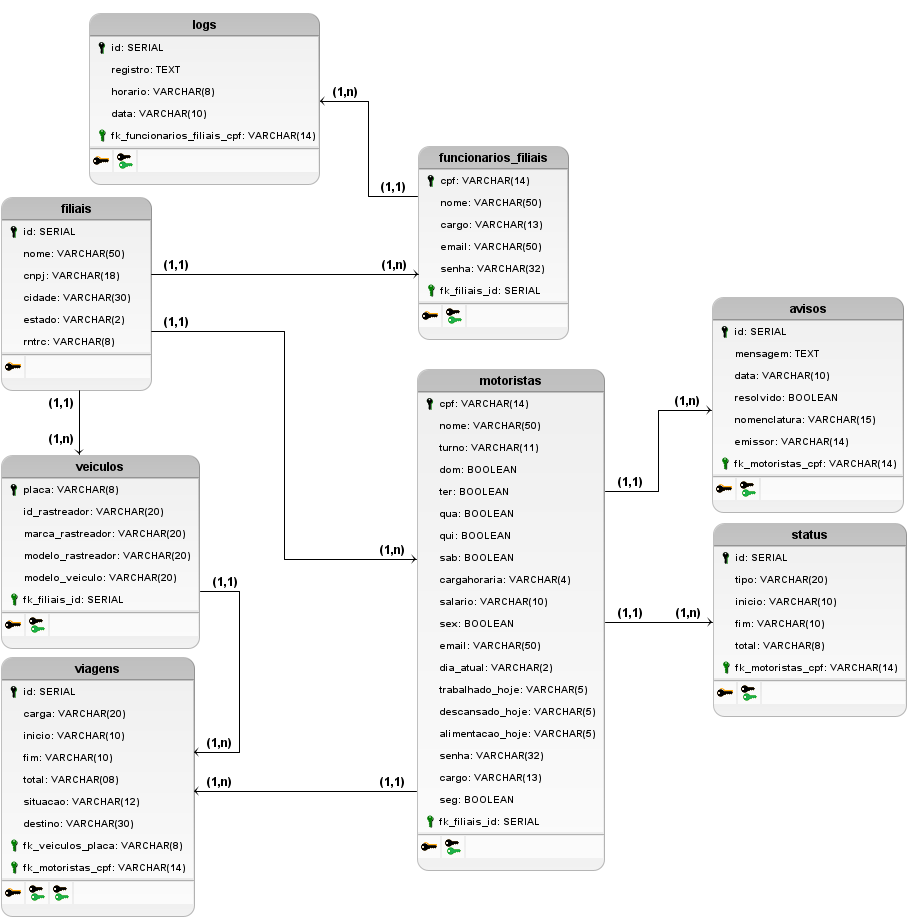 logs
id: SERIAL
registro: TEXT
horario: VARCHAR(8)
data: VARCHAR(10)
fk_funcionarios_filiais_cpf: VARCHAR(14)
(1,n)
(1,1)
funcionarios_filiais
cpf: VARCHAR(14)
nome: VARCHAR(50)
cargo: VARCHAR(13)
email: VARCHAR(50)
senha: VARCHAR(32)
fk_filiais_id: SERIAL
filiais
id: SERIAL
nome: VARCHAR(50)
cnpj: VARCHAR(18)
cidade: VARCHAR(30)
estado: VARCHAR(2)
rntrc: VARCHAR(8)
(1,1)
(1,n)
(1,1)
(1,n)
(1,1)
(1,n)
veiculos
placa: VARCHAR(8)
id_rastreador: VARCHAR(20)
marca_rastreador: VARCHAR(20)
modelo_rastreador: VARCHAR(20)
modelo_veiculo: VARCHAR(20)
fk_filiais_id: SERIAL
(1,1)
(1,n)
viagens
id: SERIAL
carga: VARCHAR(20)
inicio: VARCHAR(10)
fim: VARCHAR(10)
total: VARCHAR(08)
situacao: VARCHAR(12)
destino: VARCHAR(30)
fk_veiculos_placa: VARCHAR(8)
fk_motoristas_cpf: VARCHAR(14)
(1,n)
(1,1)
motoristas
cpf: VARCHAR(14)
nome: VARCHAR(50)
turno: VARCHAR(11)
dom: BOOLEAN
ter: BOOLEAN
qua: BOOLEAN
qui: BOOLEAN
sab: BOOLEAN
cargahoraria: VARCHAR(4)
salario: VARCHAR(10)
sex: BOOLEAN
email: VARCHAR(50)
dia_atual: VARCHAR(2)
trabalhado_hoje: VARCHAR(5)
descansado_hoje: VARCHAR(5)
alimentacao_hoje: VARCHAR(5)
senha: VARCHAR(32)
cargo: VARCHAR(13)
seg: BOOLEAN
fk_filiais_id: SERIAL
(1,1)
(1,n)
avisos
id: SERIAL
mensagem: TEXT
data: VARCHAR(10)
resolvido: BOOLEAN
nomenclatura: VARCHAR(15)
emissor: VARCHAR(14)
fk_motoristas_cpf: VARCHAR(14)
(1,1)
(1,n)
status
id: SERIAL
tipo: VARCHAR(20)
inicio: VARCHAR(10)
fim: VARCHAR(10)
total: VARCHAR(8)
fk_motoristas_cpf: VARCHAR(14)